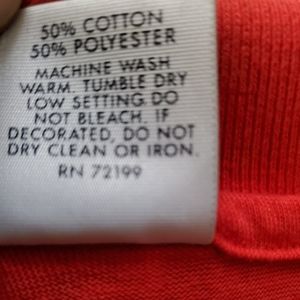 50% COTTON
50% POLYESTER
MACHINE WASH
WARM. TUMBLE DRY
LOW SETTING. DO
NOT BLEACH. IF
DECORATED, DO NOT
DRY CLEAN OR IRON.
RN 72199